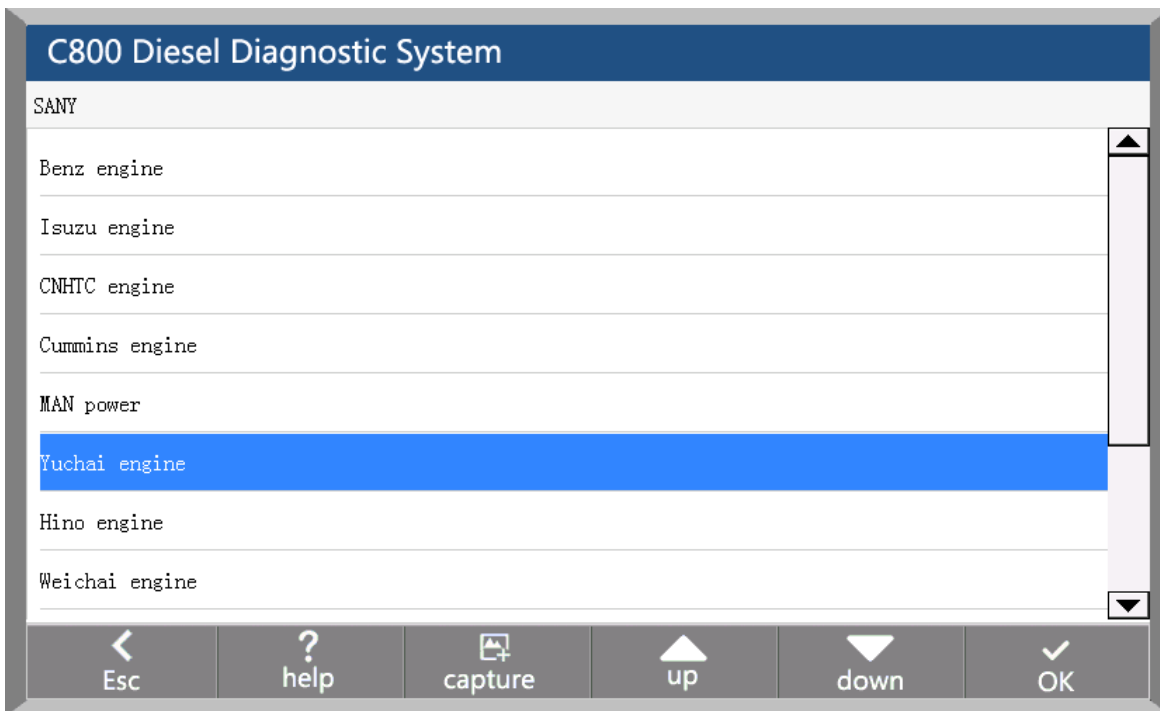 C800 Diesel Diagnostic System
SANY
Benz engine
Isuzu engine
CNHTC engine
Cummins engine
MAN power
Yuchai engine
Hino engine
Weichai engine
Esc
? help
capture
up
down
OK